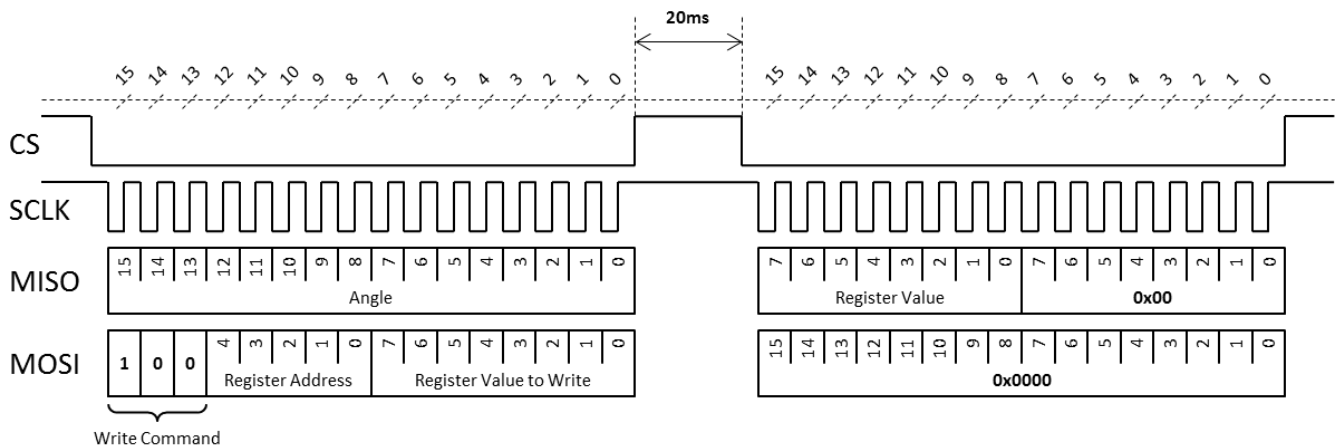 20ms
15 14 13 12 11 10 9 8 7 6 5 4 3 2 1 0 15 14 13 12 11 10 9 8 7 6 5 4 3 2 1 0
CS
SCLK
MISO
15 14 13 12 11 10 9 8 7 6 5 4 3 2 1 0 7 6 5 4 3 2 1 0 7 6 5 4 3 2 1 0
Angle Register Value 0x00
MOSI
1 0 0 4 3 2 1 0 7 6 5 4 3 2 1 0 15 14 13 12 11 10 9 8 7 6 5 4 3 2 1 0
Register Address Register Value to Write 0x0000
Write Command